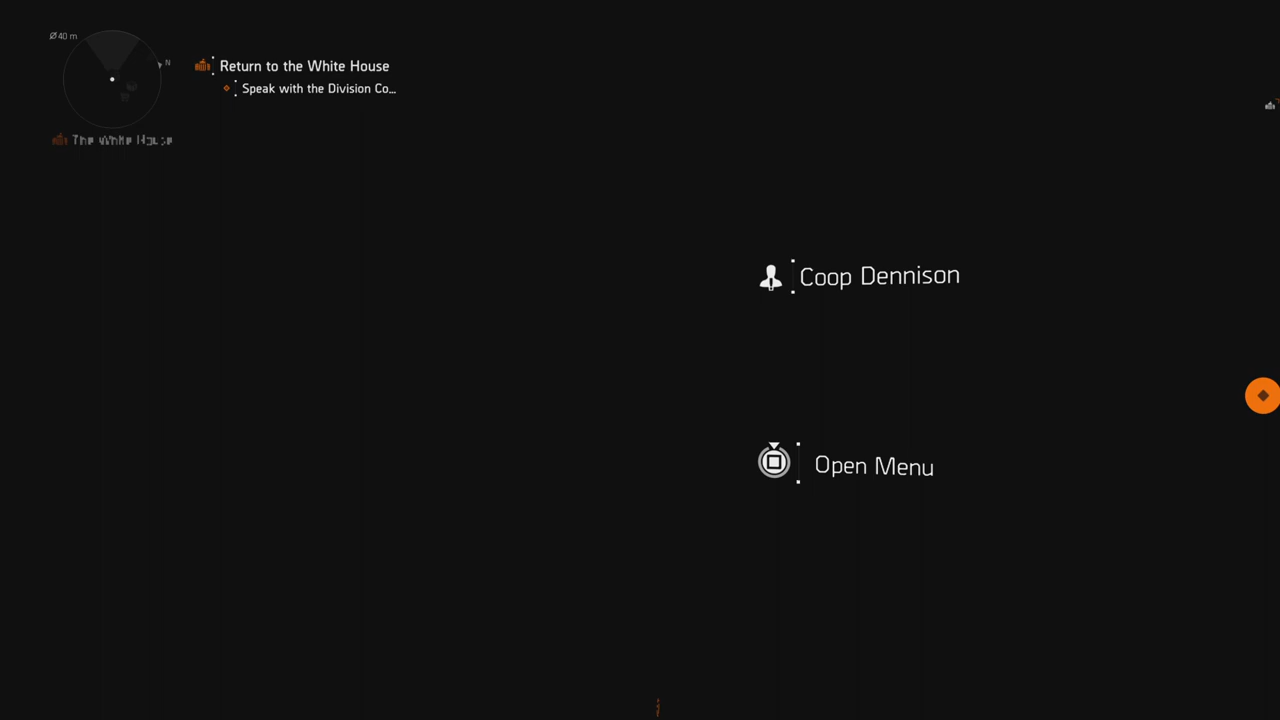 Ø40 m
N
Return to the White House
Speak with the Division Co...
The White House
Coop Dennison
Open Menu